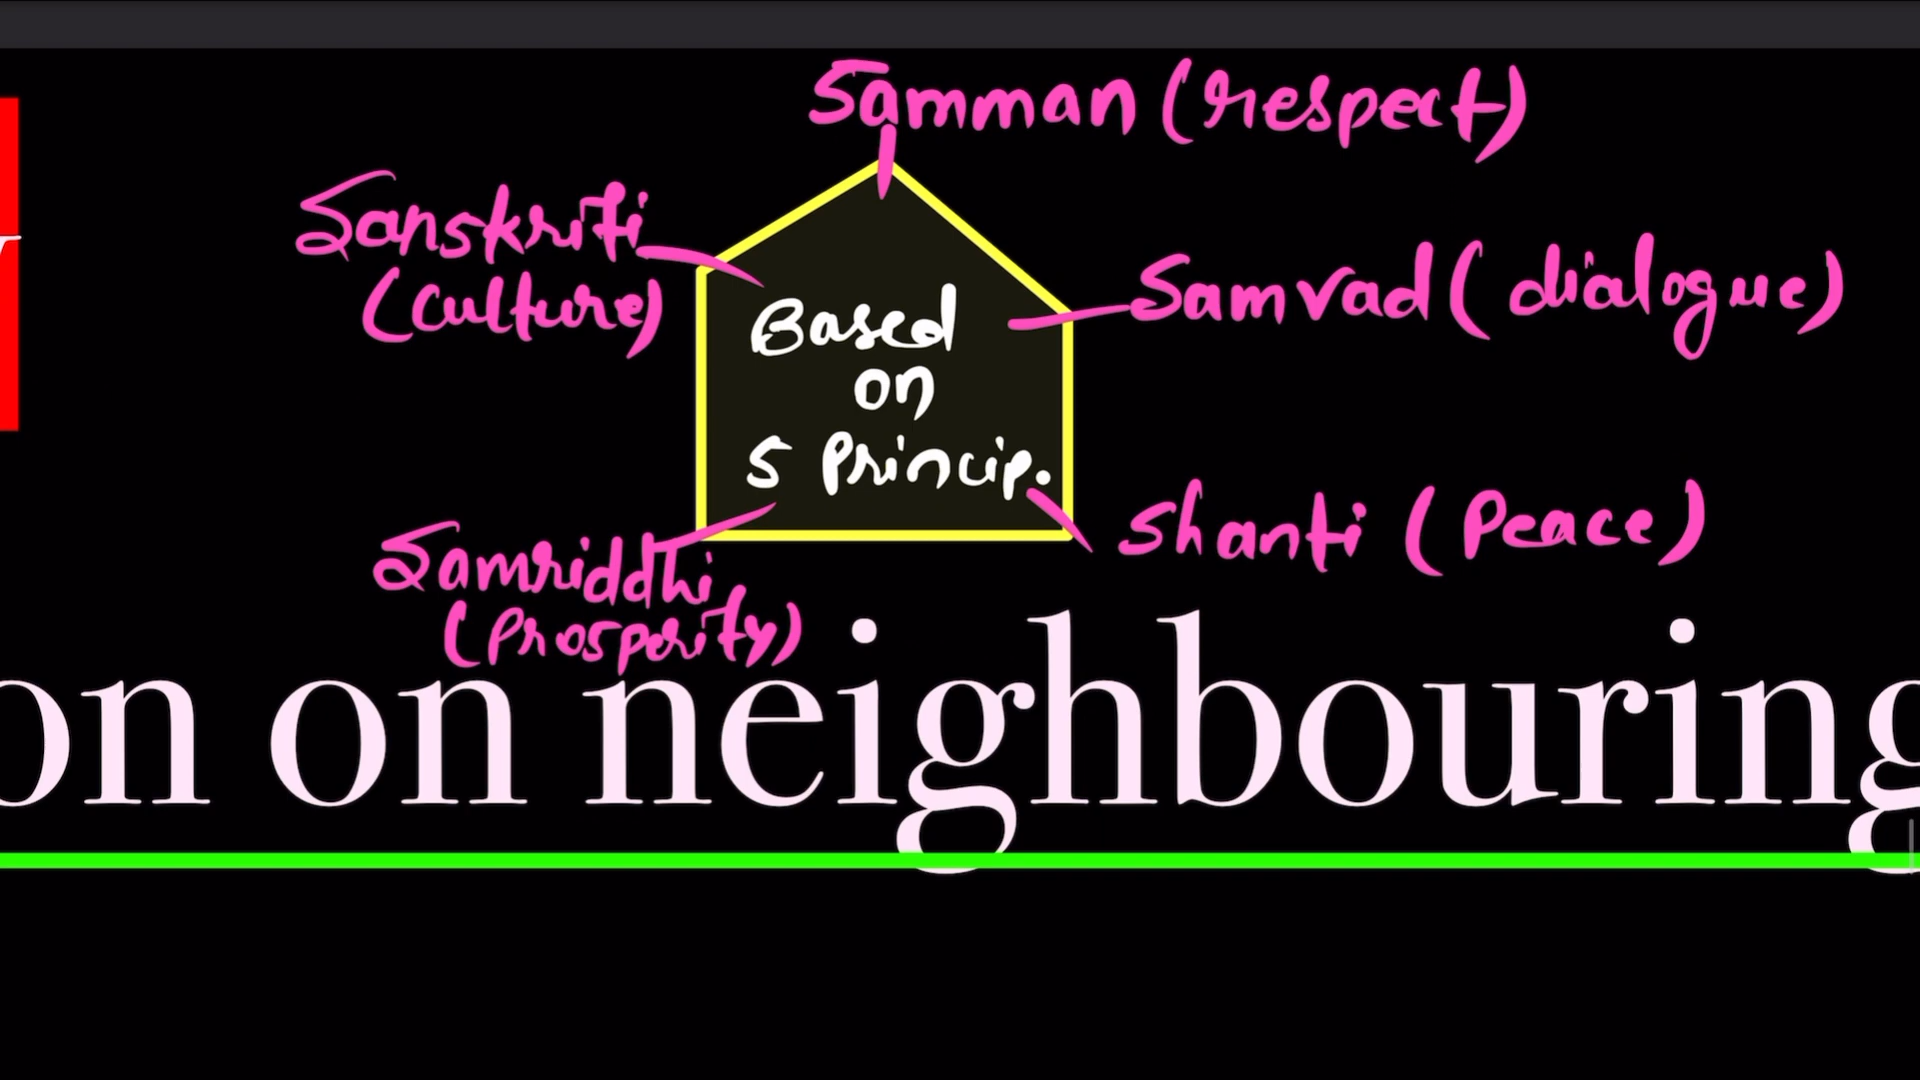 Samman (respect)
Sanskriti
(culture)
Samvad (dialogue)
Based
on
5 Princip.
Shanti (Peace)
Samriddhi
(Prosperity)
on on neighbouring